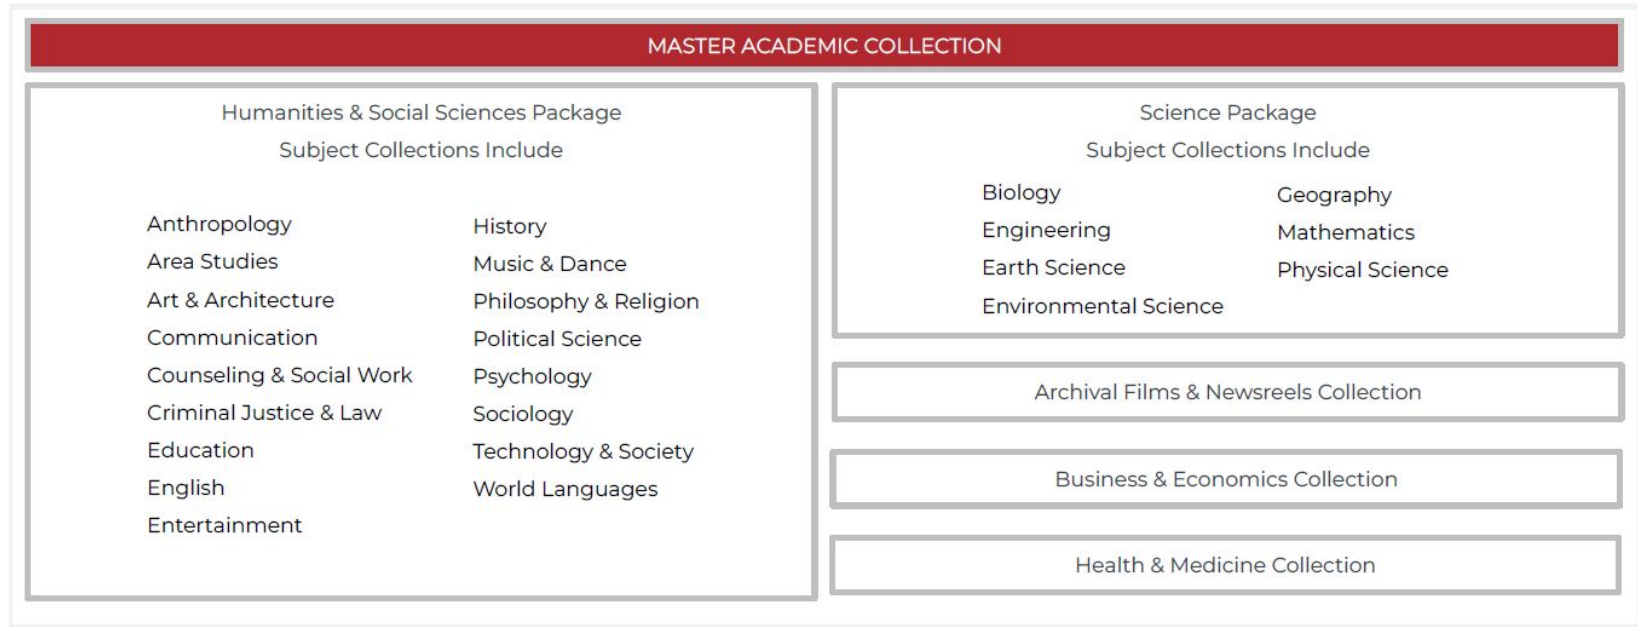 MASTER ACADEMIC COLLECTION
Humanities & Social Sciences Package
Subject Collections Include
Anthropology
Area Studies
Art & Architecture
Communication
Counseling & Social Work
Criminal Justice & Law
Education
English
Entertainment
History
Music & Dance
Philosophy & Religion
Political Science
Psychology
Sociology
Technology & Society
World Languages
Science Package
Subject Collections Include
Biology
Engineering
Earth Science
Environmental Science
Geography
Mathematics
Physical Science
Archival Films & Newsreels Collection
Business & Economics Collection
Health & Medicine Collection